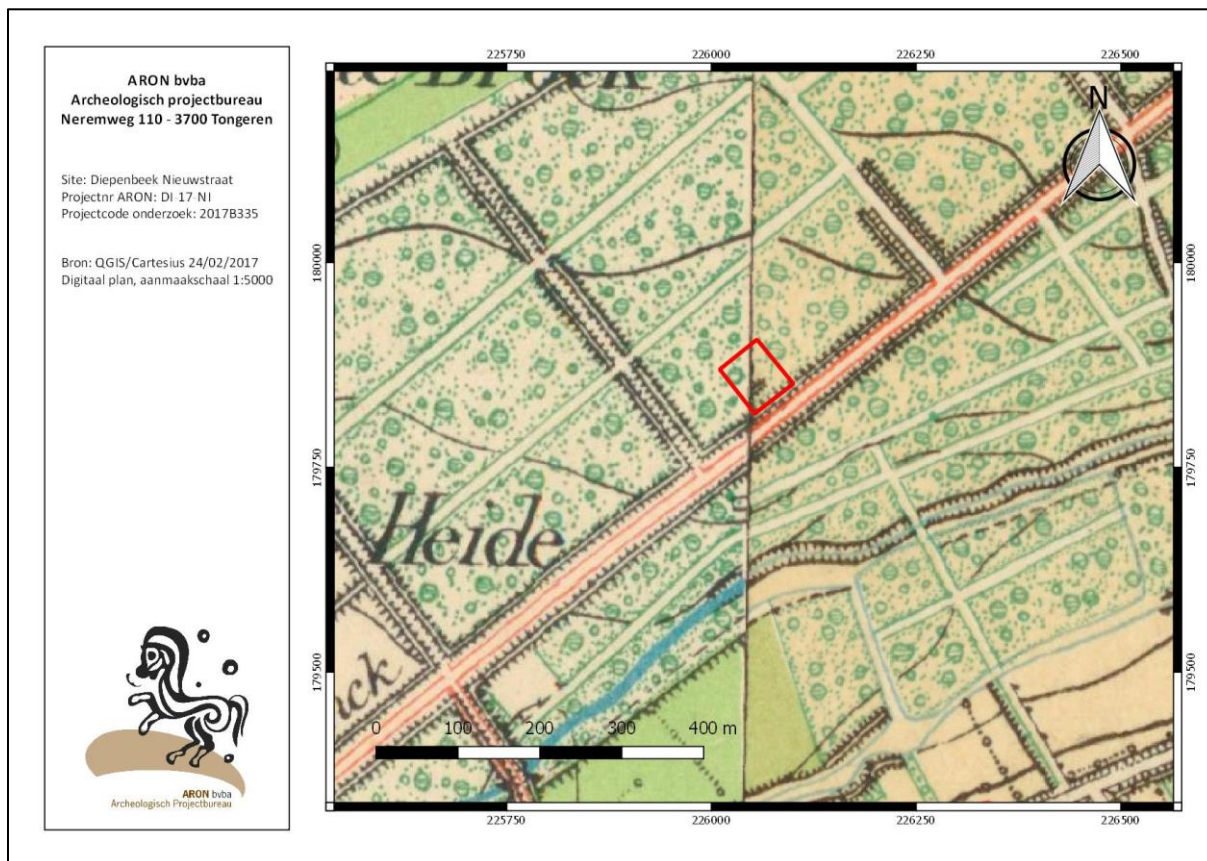 ARON bvba
Archeologisch projectbureau
Neremweg 110 - 3700 Tongeren
Site: Diepenbeek Nieuwstraat
Projectnr ARON: DI-17-NI
Projectcode onderzoek: 2017B335
Bron: QGIS/Cartesius 24/02/2017
Digitaal plan, aanmaakschaal 1:5000
ARON bvba
Archeologisch Projectbureau
225750 226000 226250 226500
N
180000 180000
179750 179750
Heide
179500 179500
0 100 200 300 400 m
225750 226000 226250 226500